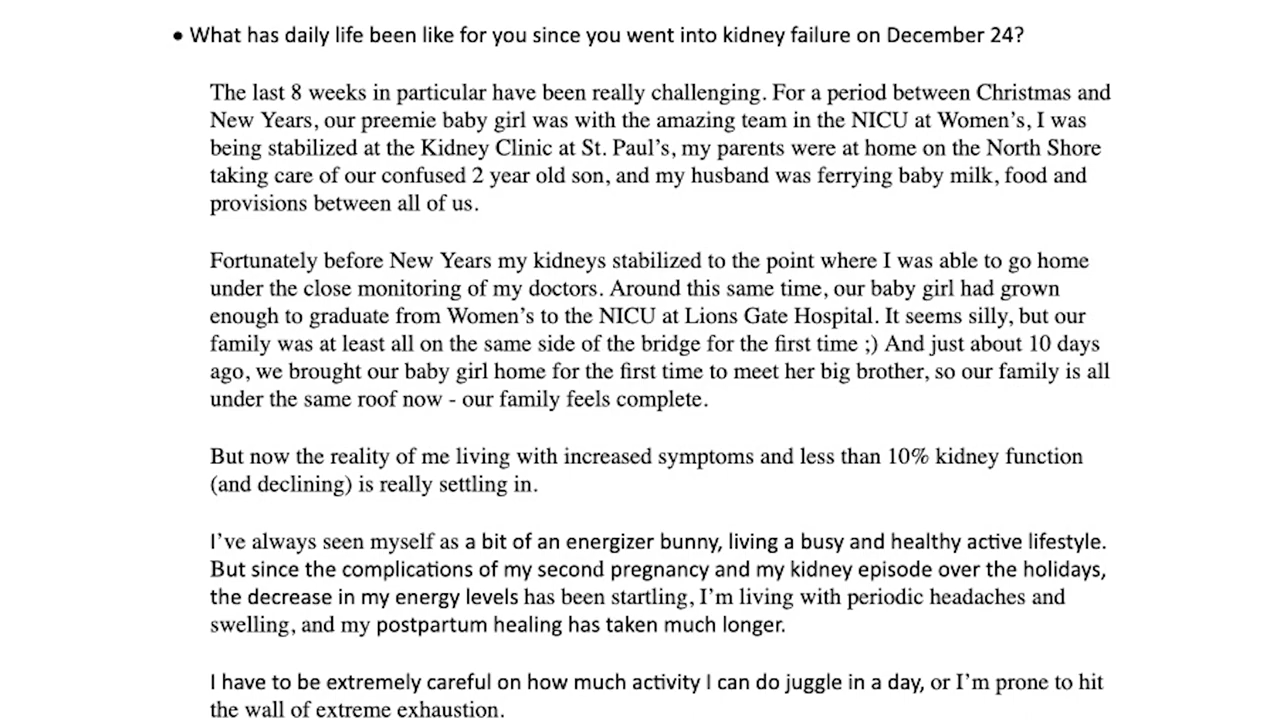 • What has daily life been like for you since you went into kidney failure on December 24?
The last 8 weeks in particular have been really challenging. For a period between Christmas and
New Years, our preemie baby girl was with the amazing team in the NICU at Women's, I was
being stabilized at the Kidney Clinic at St. Paul's, my parents were at home on the North Shore
taking care of our confused 2 year old son, and my husband was ferrying baby milk, food and
provisions between all of us.
Fortunately before New Years my kidneys stabilized to the point where I was able to go home
under the close monitoring of my doctors. Around this same time, our baby girl had grown
enough to graduate from Women's to the NICU at Lions Gate Hospital. It seems silly, but our
family was at least all on the same side of the bridge for the first time ;) And just about 10 days
ago, we brought our baby girl home for the first time to meet her big brother, so our family is all
under the same roof now - our family feels complete.
But now the reality of me living with increased symptoms and less than 10% kidney function
(and declining) is really settling in.
I've always seen myself as a bit of an energizer bunny, living a busy and healthy active lifestyle.
But since the complications of my second pregnancy and my kidney episode over the holidays,
the decrease in my energy levels has been startling, I'm living with periodic headaches and
swelling, and my postpartum healing has taken much longer.
I have to be extremely careful on how much activity I can do juggle in a day, or I'm prone to hit
the wall of extreme exhaustion.